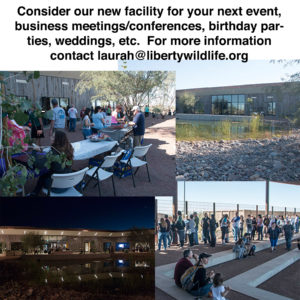 Consider our new facility for your next event,
business meetings/conferences, birthday par-
ties, weddings, etc.  For more information
contact laurah@libertywildlife.org